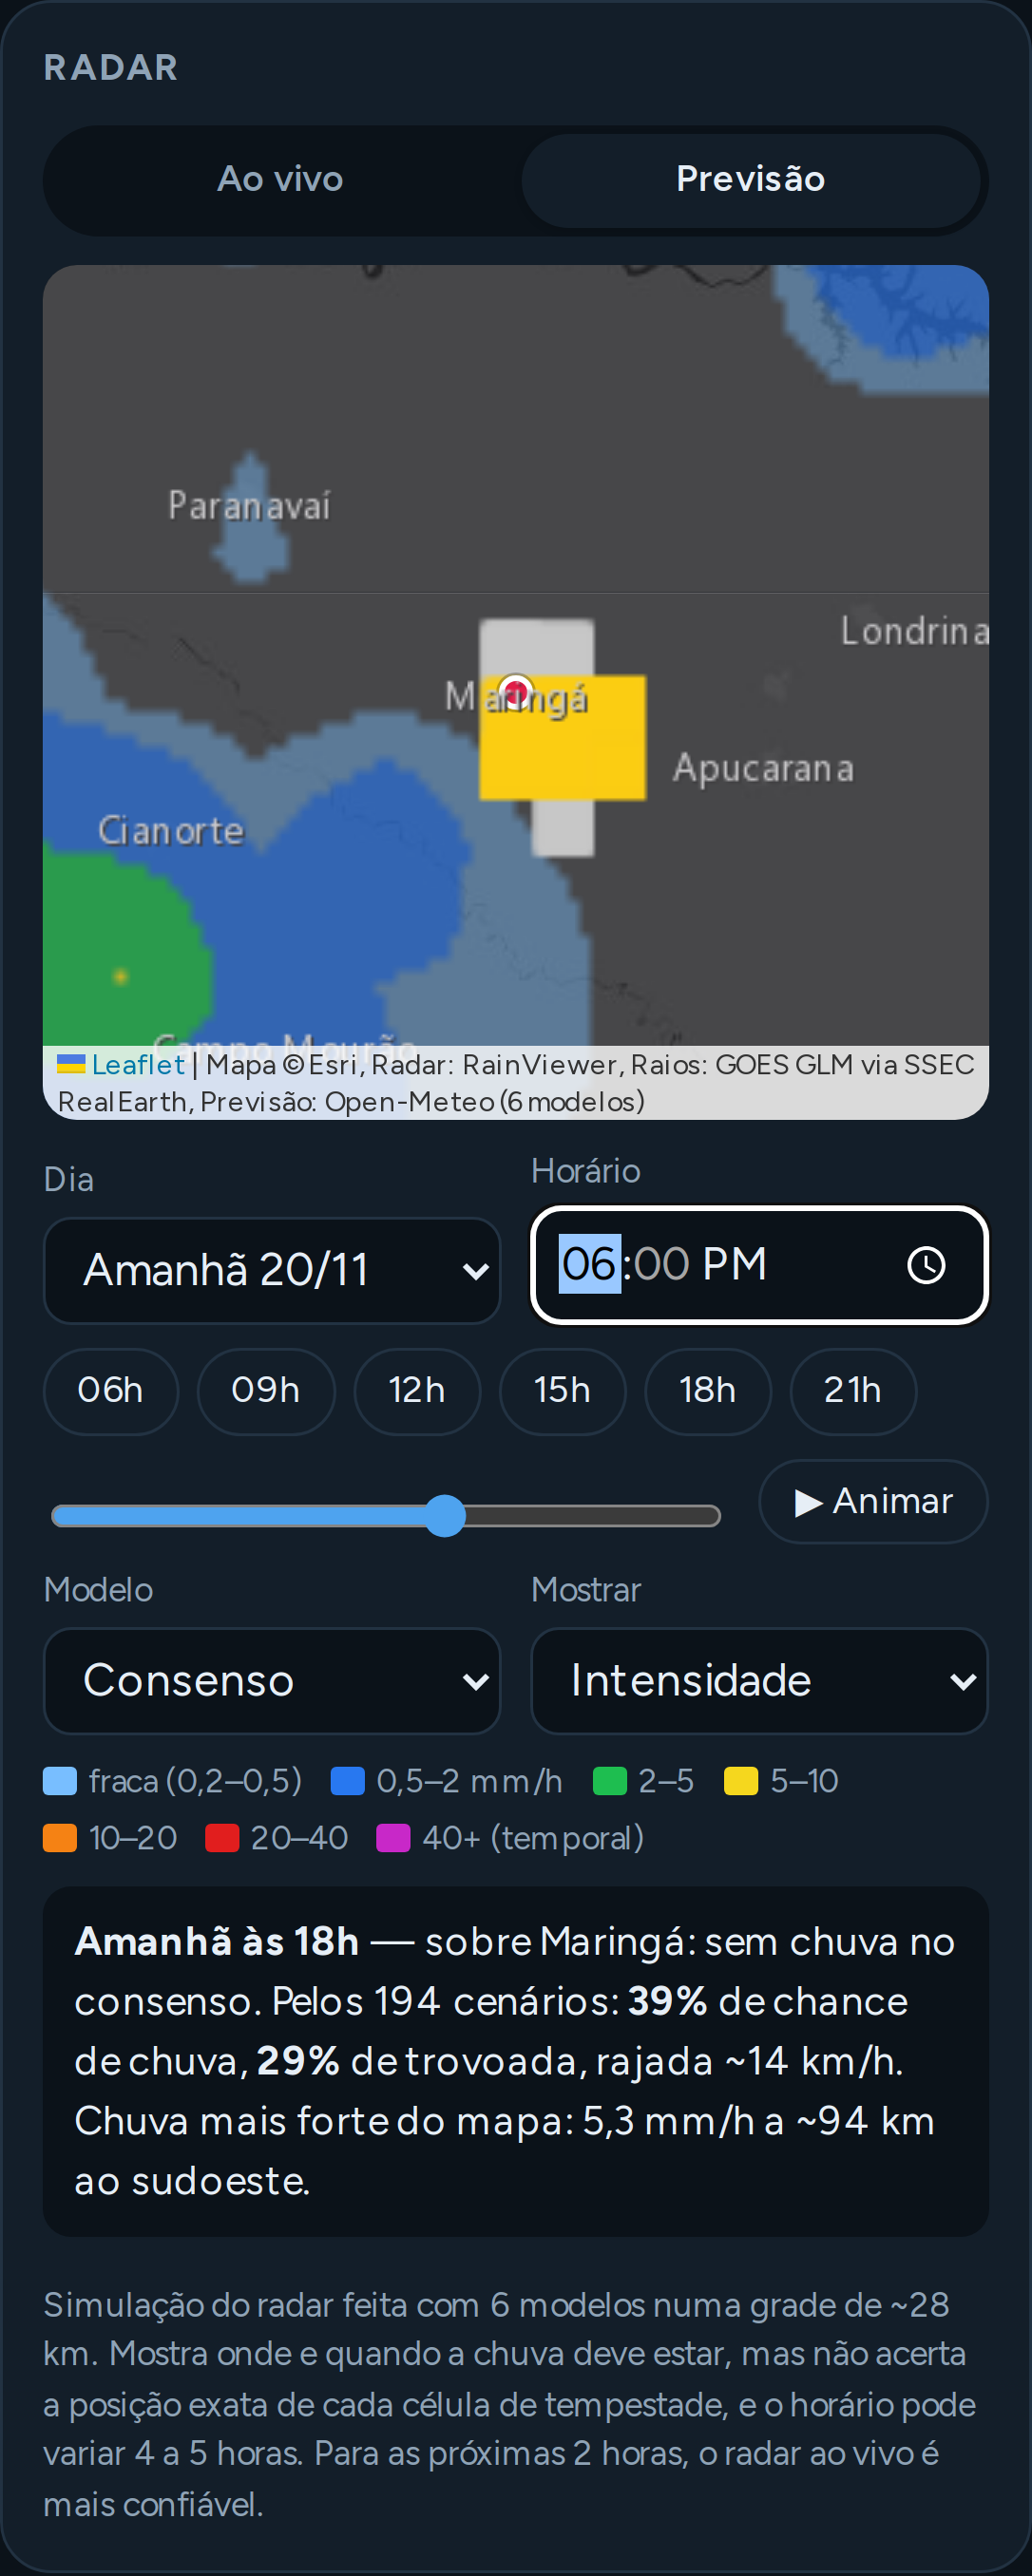 RADAR
Ao vivo
Previsão
Paranavaí
Londrina
Maringá
Apucarana
Cianorte
Campo Mourão
Leaflet | Mapa © Esri, Radar: RainViewer, Raios: GOES GLM via SSEC
RealEarth, Previsão: Open-Meteo (6 modelos)
Dia
Horário
Amanhã 20/11
06:00 PM
06h
09h
12h
15h
18h
21h
▶ Animar
Modelo
Mostrar
Consenso
Intensidade
fraca (0,2–0,5)
0,5–2 mm/h
2–5
5–10
10–20
20–40
40+ (temporal)
Amanhã às 18h — sobre Maringá: sem chuva no
consenso. Pelos 194 cenários: 39% de chance
de chuva, 29% de trovoada, rajada ~14 km/h.
Chuva mais forte do mapa: 5,3 mm/h a ~94 km
ao sudoeste.
Simulação do radar feita com 6 modelos numa grade de ~28
km. Mostra onde e quando a chuva deve estar, mas não acerta
a posição exata de cada célula de tempestade, e o horário pode
variar 4 a 5 horas. Para as próximas 2 horas, o radar ao vivo é
mais confiável.